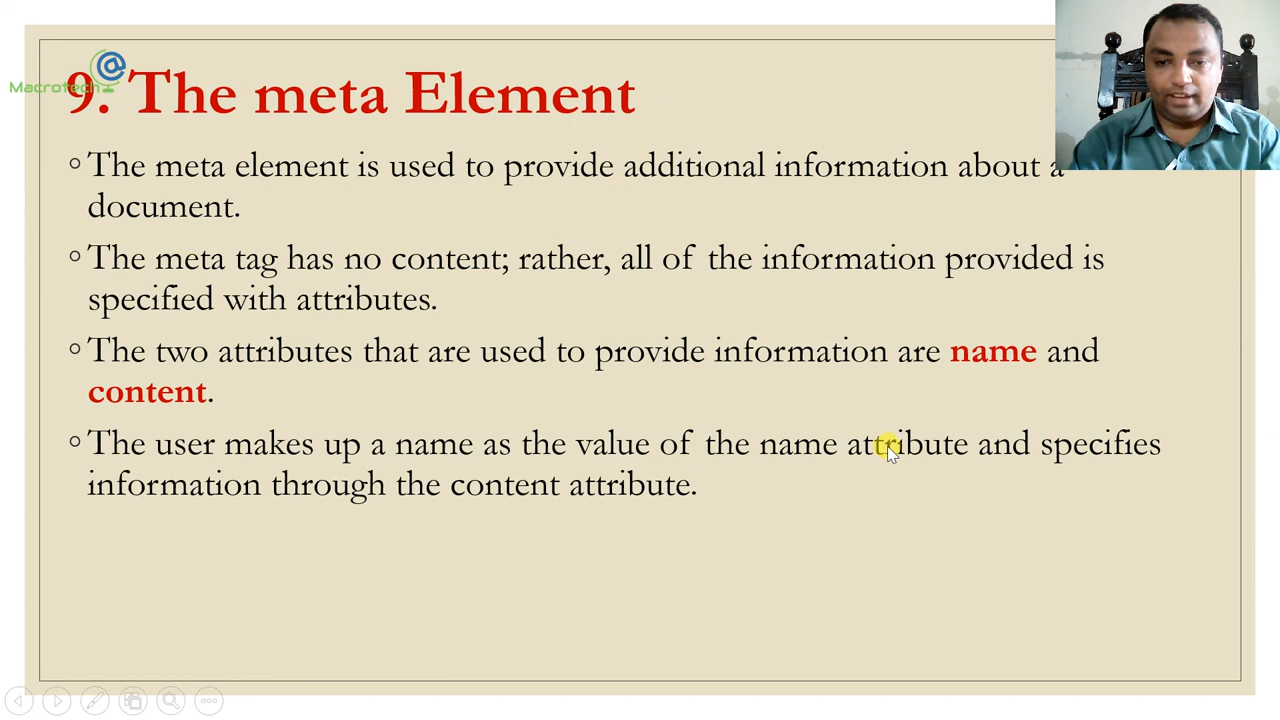 Macrotech
9. The meta Element
◦ The meta element is used to provide additional information about a
document.
◦ The meta tag has no content; rather, all of the information provided is
specified with attributes.
◦ The two attributes that are used to provide information are name and
content.
◦ The user makes up a name as the value of the name attribute and specifies
information through the content attribute.